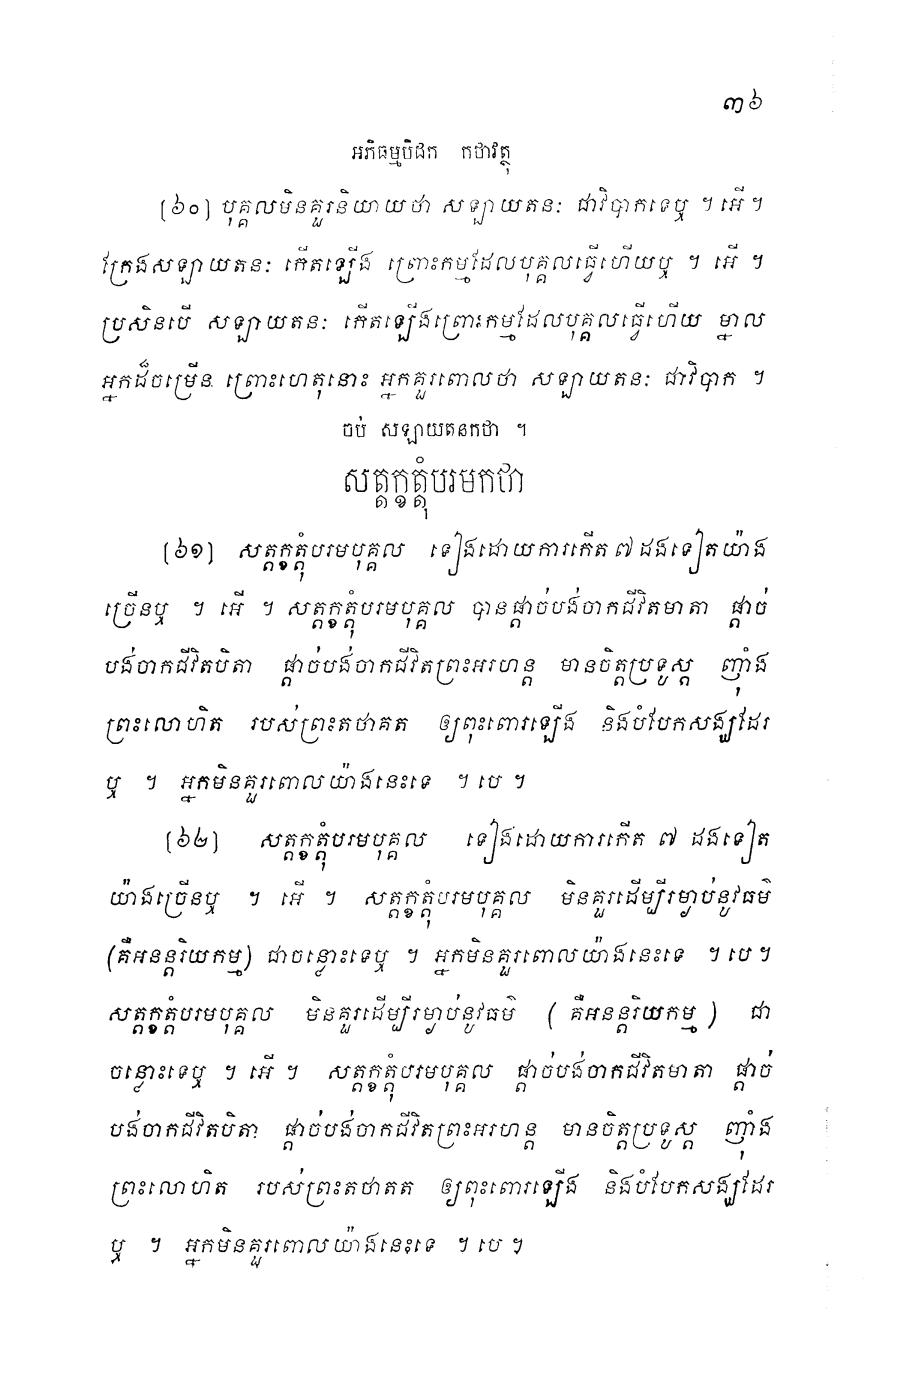 ៣៦
អភិធម្មបិដក កថាវត្ថុ
[៦០] បុគ្គលមិនគួរនិយាយថា សឡាយតនៈ ជាវិបាកទេឬ ។ អើ ។
ក្រែងសឡាយតនៈ កើតឡើង ព្រោះកម្មដែលបុគ្គលធ្វើហើយឬ ។ អើ ។
ប្រសិនបើ សឡាយតនៈ កើតឡើងព្រោះកម្មដែលបុគ្គលធ្វើហើយ ម្នាល
អ្នកដ៏ចម្រើន ព្រោះហេតុនោះ អ្នកគួរពោលថា សឡាយតនៈ ជាវិបាក ។
ចប់ សឡាយតនកថា ។
សត្តក្ខត្តុំបរមកថា
[៦១] សត្តក្ខត្តុំបរមបុគ្គល ទៀងដោយការកើត ៧ ដងទៀតយ៉ាង
ច្រើនឬ ។ អើ ។ សត្តក្ខត្តុំបរមបុគ្គល បានផ្តាច់បង់ចាកជីវិតមាតា ផ្តាច់
បង់ចាកជីវិតបិតា ផ្តាច់បង់ចាកជីវិតព្រះអរហន្ត មានចិត្តប្រទូស្ត ញុំាង
ព្រះលោហិត របស់ព្រះតថាគត ឲ្យពុះពោរឡើង និងបំបែកសង្ឃដែរ
ឬ ។ អ្នកមិនគួរពោលយ៉ាងនេះទេ ។ បេ ។
[៦២] សត្តក្ខត្តុំបរមបុគ្គល ទៀងដោយការកើត ៧ ដងទៀត
យ៉ាងច្រើនឬ ។ អើ ។ សត្តក្ខត្តុំបរមបុគ្គល មិនគួរដើម្បីរម្ងាប់នូវធម៌
(គឺអនន្តរិយកម្ម) ជាចន្លោះទេឬ ។ អ្នកមិនគួរពោលយ៉ាងនេះទេ ។ បេ ។
សត្តក្ខត្តុំបរមបុគ្គល មិនគួរដើម្បីរម្ងាប់នូវធម៌ ( គឺអនន្តរិយកម្ម ) ជា
ចន្លោះទេឬ ។ អើ ។ សត្តក្ខត្តុំបរមបុគ្គល ផ្តាច់បង់ចាកជីវិតមាតា ផ្តាច់
បង់ចាកជីវិតបិតា ផ្តាច់បង់ចាកជីវិតព្រះអរហន្ត មានចិត្តប្រទូស្ត ញុំាង
ព្រះលោហិត របស់ព្រះតថាគត ឲ្យពុះពោរឡើង និងបំបែកសង្ឃដែរ
ឬ ។ អ្នកមិនគួរពោលយ៉ាងនេះទេ ។ បេ ។